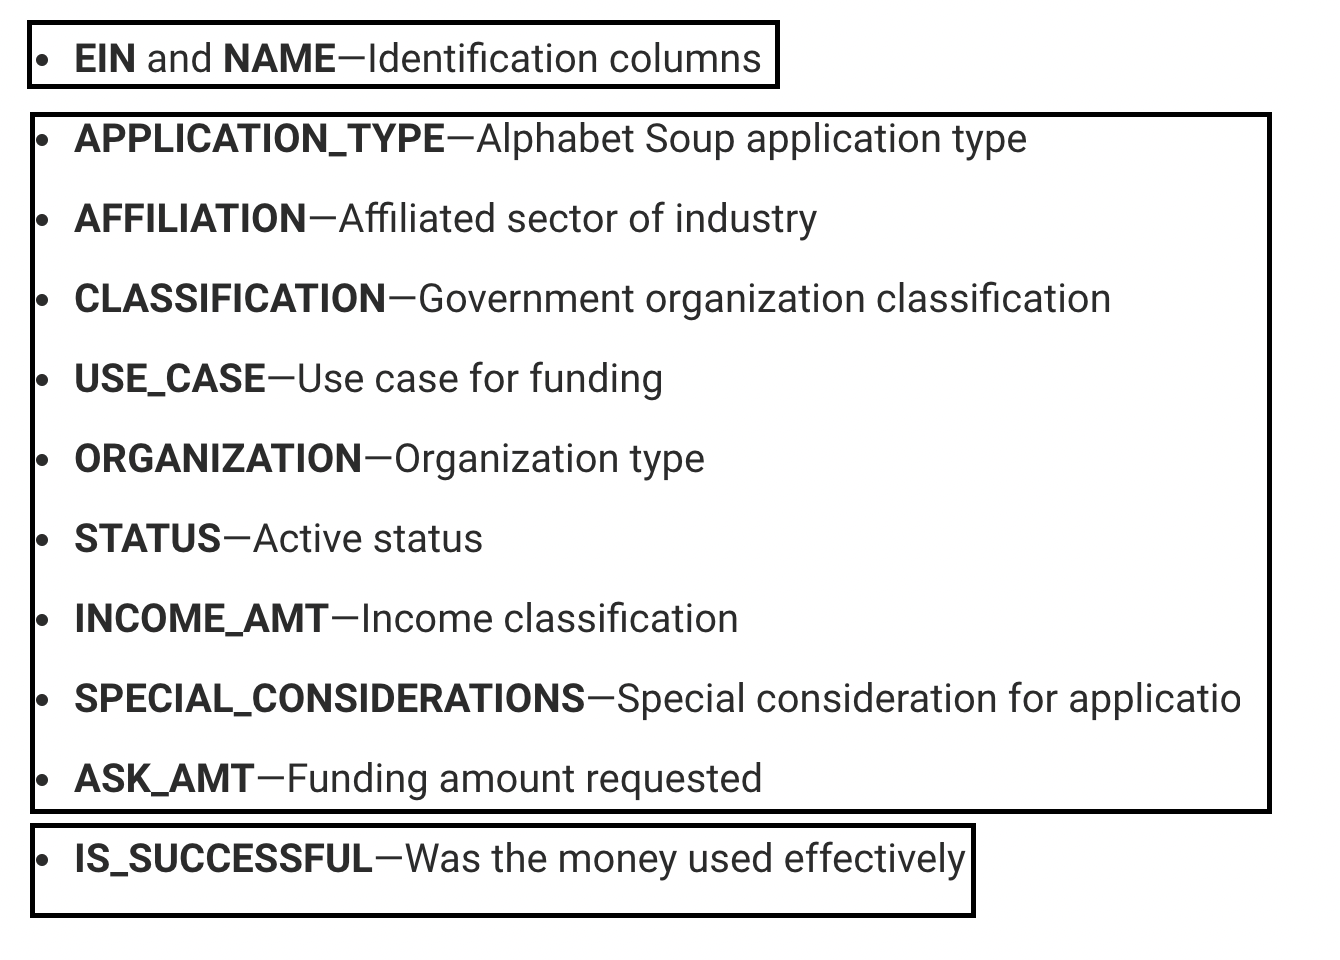 • EIN and NAME—Identification columns
• APPLICATION_TYPE—Alphabet Soup application type
• AFFILIATION—Affiliated sector of industry
• CLASSIFICATION—Government organization classification
• USE_CASE—Use case for funding
• ORGANIZATION—Organization type
• STATUS—Active status
• INCOME_AMT—Income classification
• SPECIAL_CONSIDERATIONS—Special consideration for applicatio
• ASK_AMT—Funding amount requested
• IS_SUCCESSFUL—Was the money used effectively